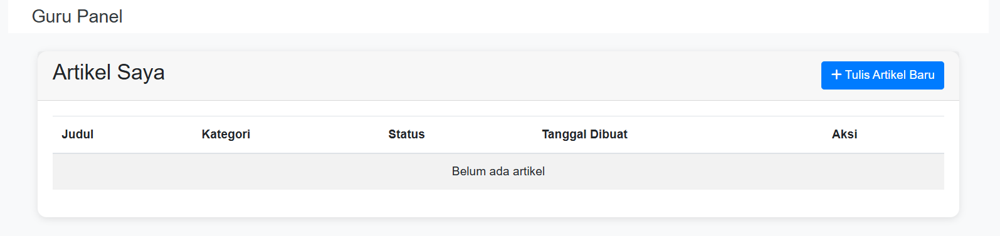 Guru Panel
Artikel Saya
Tulis Artikel Baru
Judul Kategori Status Tanggal Dibuat Aksi
Belum ada artikel